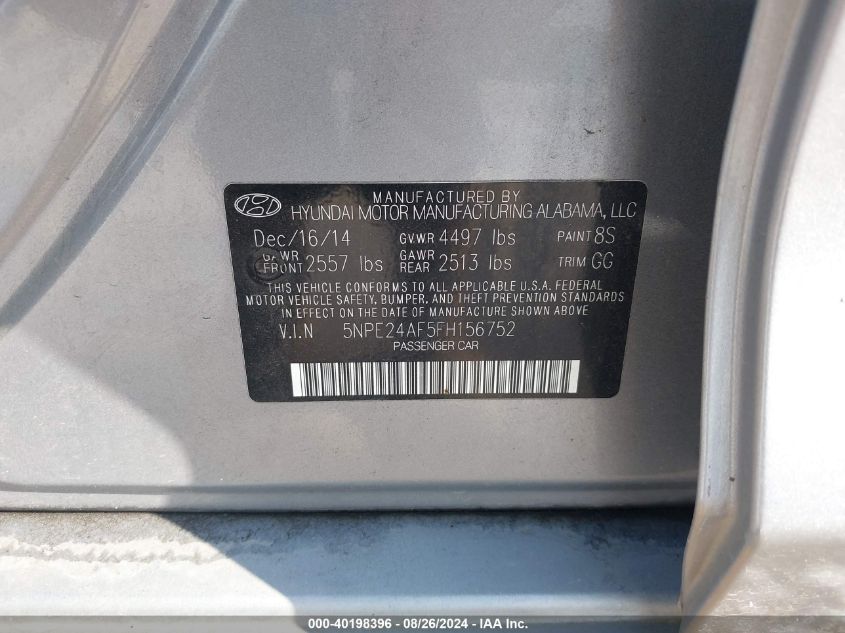 MANUFACTURED BY
HYUNDAI MOTOR MANUFACTURING ALABAMA, LLC
Dec/16/14 GVWR 4497 lbs PAINT 8S
GAWR FRONT 2557 lbs GAWR REAR 2513 lbs TRIM GG
THIS VEHICLE CONFORMS TO ALL APPLICABLE U.S.A. FEDERAL
MOTOR VEHICLE SAFETY, BUMPER, AND THEFT PREVENTION STANDARDS
IN EFFECT ON THE DATE OF MANUFACTURE SHOWN ABOVE
V.I.N 5NPE24AF5FH156752
PASSENGER CAR
000-40198396 - 08/26/2024 - IAA Inc.